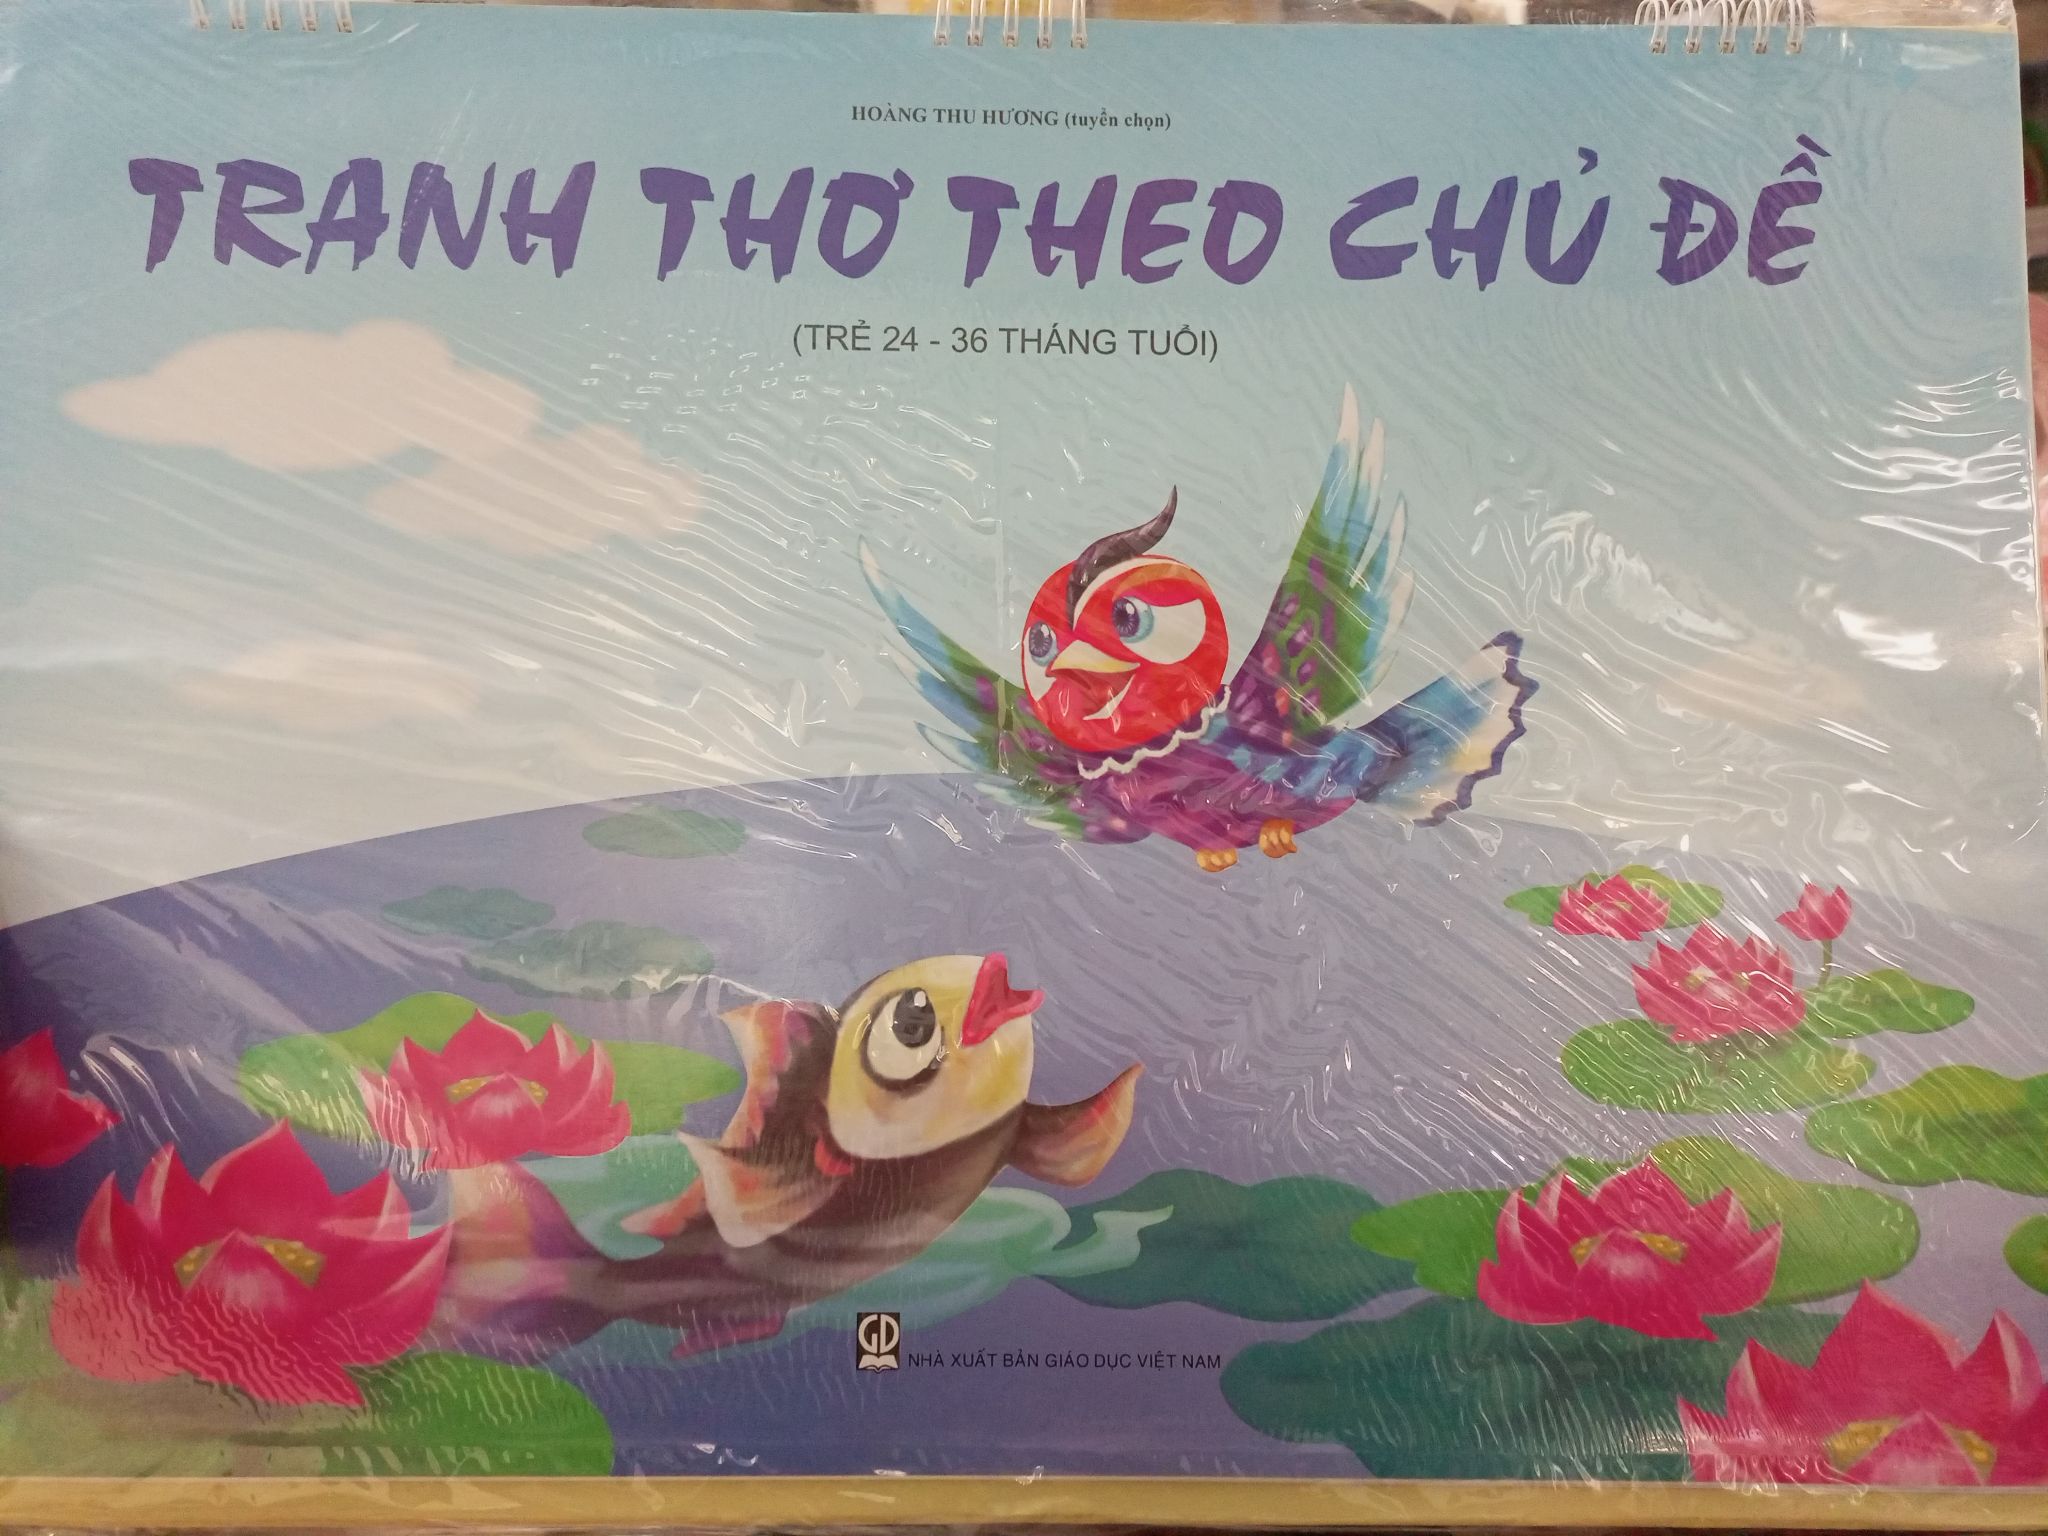 HOÀNG THU HƯƠNG (tuyển chọn)
TRANH THƠ THEO CHỦ ĐỀ
(TRẺ 24 - 36 THÁNG TUỔI)
GD
NHÀ XUẤT BẢN GIÁO DỤC VIỆT NAM